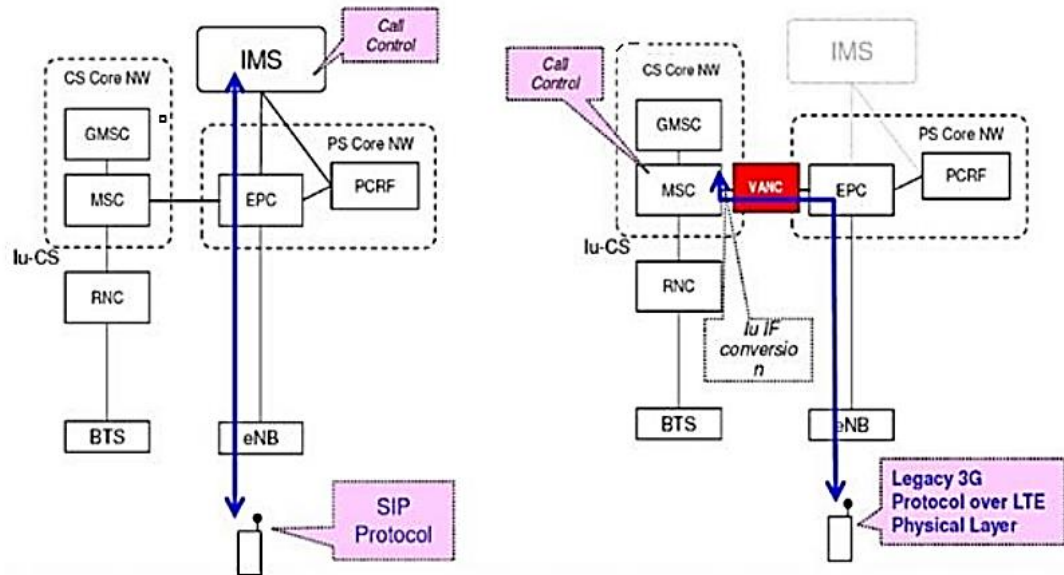 Call
Control
IMS
CS Core NW
GMSC
PS Core NW
MSC
EPC
PCRF
Iu-CS
RNC
BTS
eNB
SIP
Protocol
IMS
Call
Control
CS Core NW
GMSC
PS Core NW
MSC
VANC
EPC
PCRF
Iu-CS
RNC
Iu IF
conversio
n
BTS
eNB
Legacy 3G
Protocol over LTE
Physical Layer